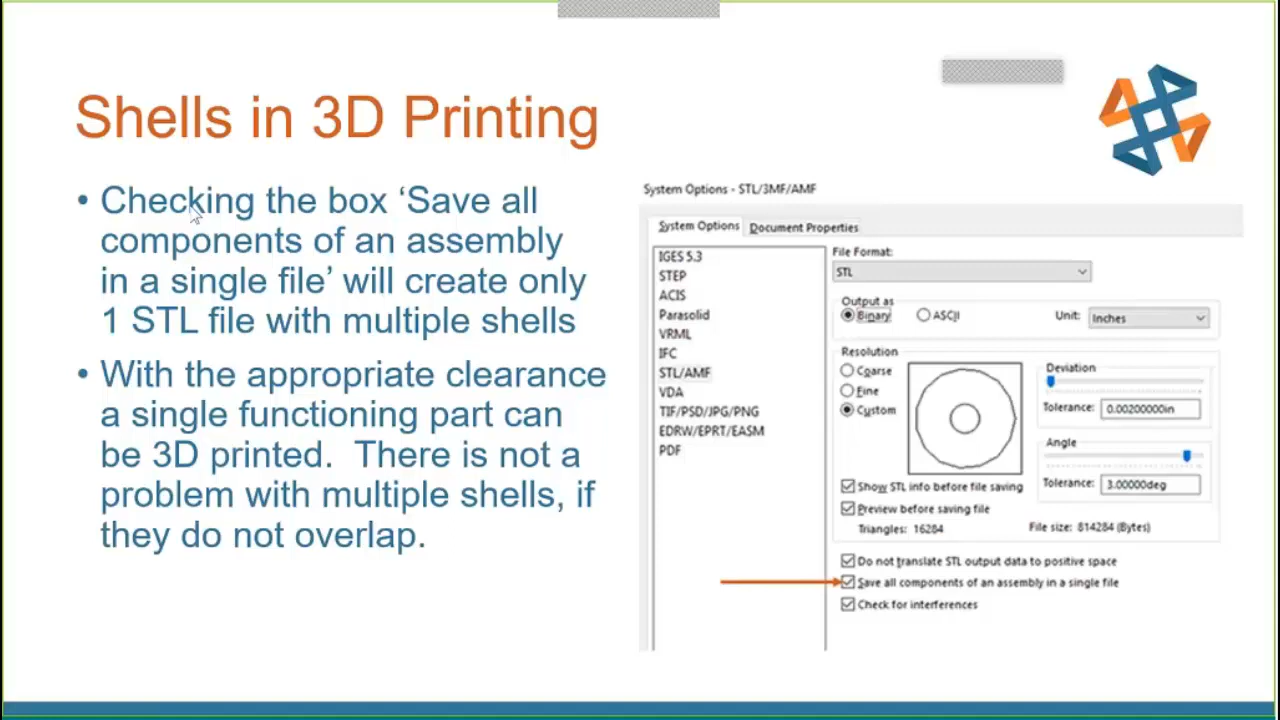 Shells in 3D Printing
• Checking the box ‘Save all
components of an assembly
in a single file’ will create only
1 STL file with multiple shells
• With the appropriate clearance
a single functioning part can
be 3D printed.  There is not a
problem with multiple shells, if
they do not overlap.
System Options - STL/3MF/AMF
System Options
Document Properties
IGES 5.3
STEP
ACIS
Parasolid
VRML
IFC
STL/AMF
VDA
TIF/PSD/JPG/PNG
EDRW/EPRT/EASM
PDF
File Format:
STL
Output as
Binary
ASCII
Unit:
Inches
Resolution
Coarse
Fine
Custom
Deviation
Tolerance:
0.00200000in
Angle
Tolerance:
3.00000deg
Show STL info before file saving
Preview before saving file
Triangles: 16284
File size: 814284 (Bytes)
Do not translate STL output data to positive space
Save all components of an assembly in a single file
Check for interferences